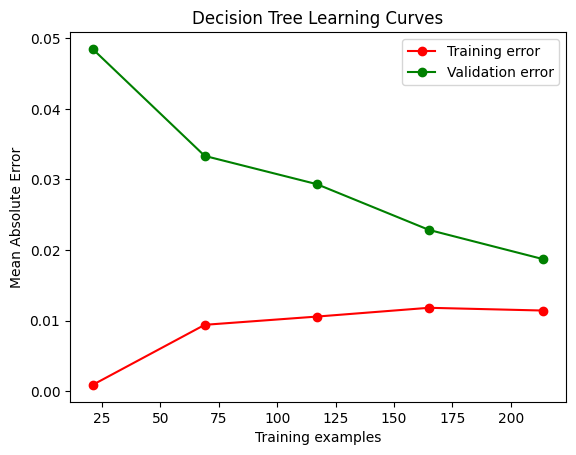 Decision Tree Learning Curves
Training error
Validation error
Mean Absolute Error
0.05
0.04
0.03
0.02
0.01
0.00
25 50 75 100 125 150 175 200
Training examples